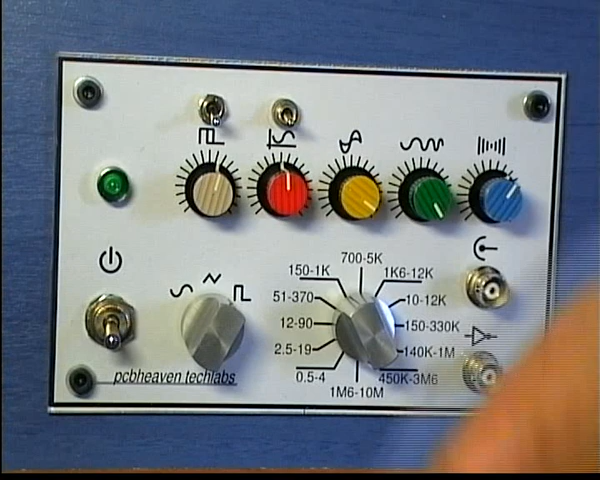 700-5K
150-1K
1K6-12K
51-370
10-12K
12-90
150-330K
2.5-19
140K-1M
0.5-4
450K-3M6
1M6-10M
pcbheaven techlabs